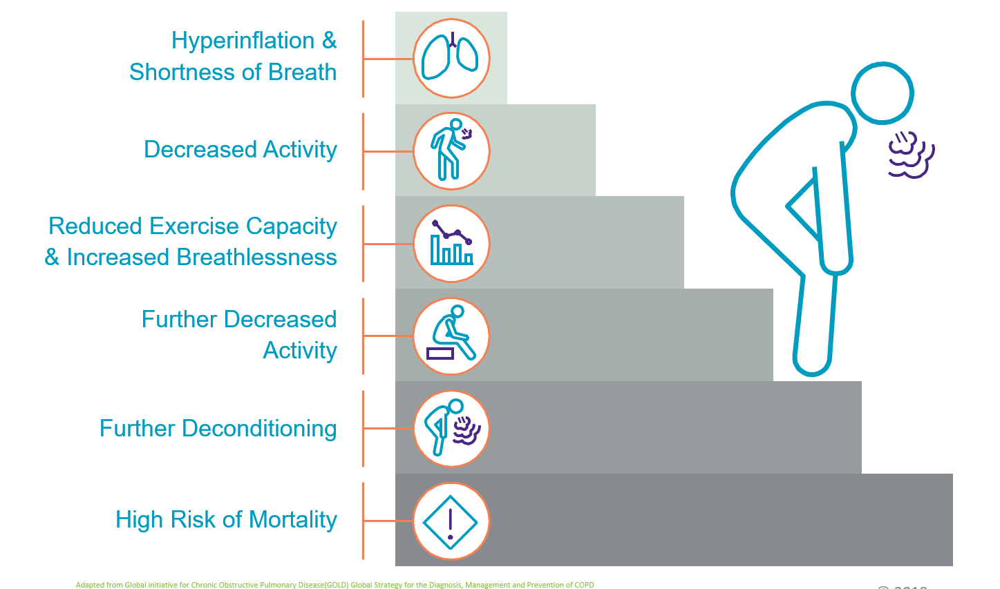 Hyperinflation &
Shortness of Breath
Decreased Activity
Reduced Exercise Capacity
& Increased Breathlessness
Further Decreased
Activity
Further Deconditioning
High Risk of Mortality
Adapted from Global initiative for Chronic Obstructive Pulmonary Disease(GOLD) Global Strategy for the Diagnosis, Management and Prevention of COPD